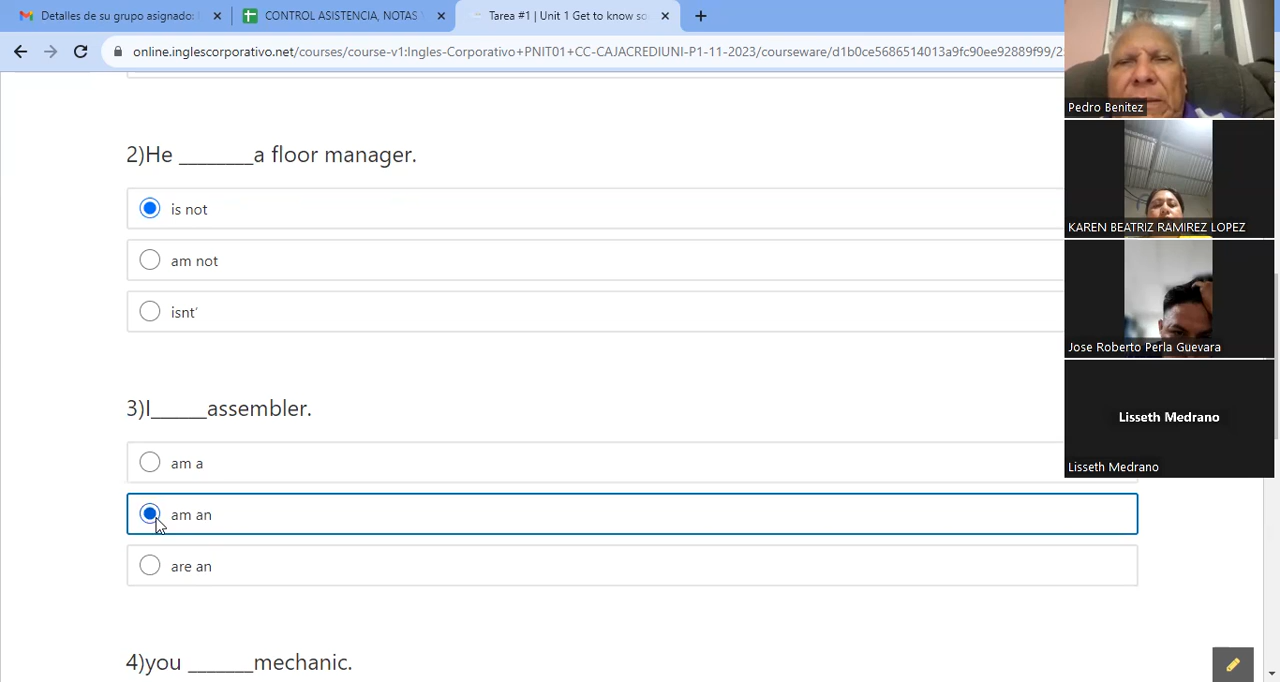 Detalles de su grupo asignado:
CONTROL ASISTENCIA, NOTAS
Tarea #1 | Unit 1 Get to know so
online.inglescorporativo.net/courses/course-v1:Ingles-Corporativo+PNIT01+CC-CAJACREDIUNI-P1-11-2023/courseware/d1b0ce5686514013a9fc90ee92889f99/2
Pedro Benitez
2)He ________a floor manager.
is not
am not
isnt´
KAREN BEATRIZ RAMIREZ LOPEZ
Jose Roberto Perla Guevara
3)I______assembler.
am a
am an
are an
Lisseth Medrano
Lisseth Medrano
4)you _______mechanic.